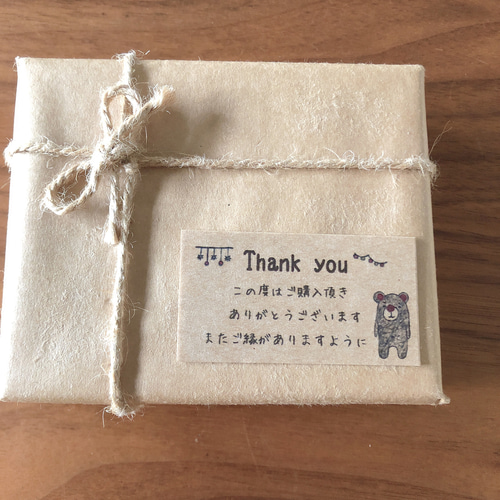 Thank you
この度はご購入頂き
ありがとうございます
またご縁がありますように